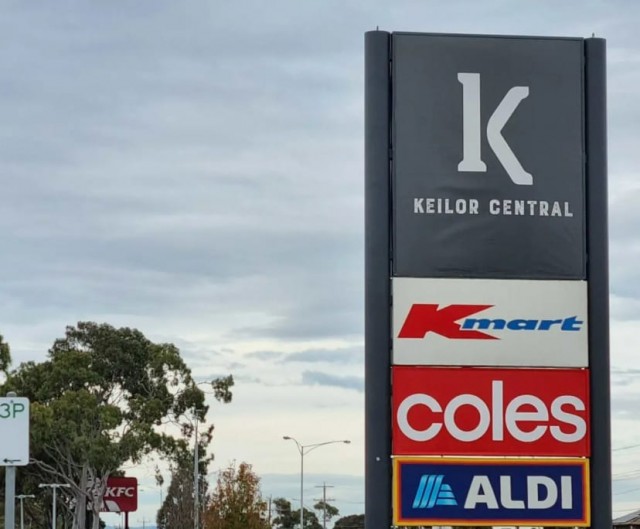 K
KEILOR CENTRAL
Kmart
coles
ALDI
3P
KFC